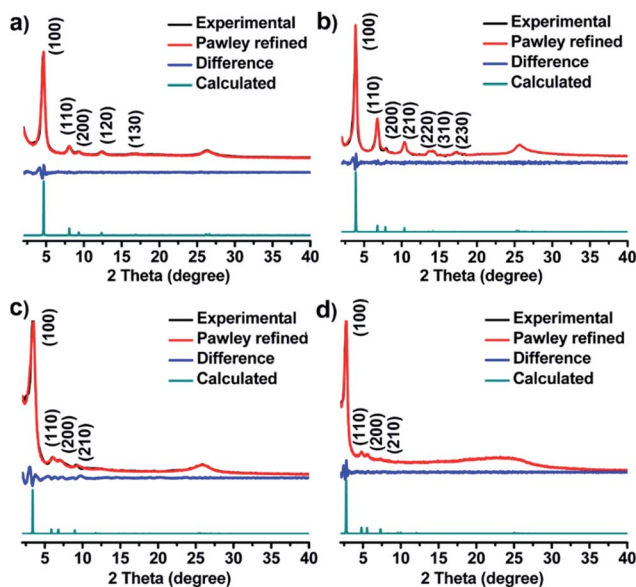 a)
Experimental
Pawley refined
Difference
Calculated
(100)
(110)
(200)
(120)
(130)
5 10 15 20 25 30 35 40
2 Theta (degree)
b)
Experimental
Pawley refined
Difference
Calculated
(100)
(110)
(200)
(210)
(220)
(310)
(230)
5 10 15 20 25 30 35 40
2 Theta (degree)
c)
Experimental
Pawley refined
Difference
Calculated
(100)
(110)
(200)
(210)
5 10 15 20 25 30 35 40
2 Theta (degree)
d)
Experimental
Pawley refined
Difference
Calculated
(100)
(110)
(200)
(210)
5 10 15 20 25 30 35 40
2 Theta (degree)